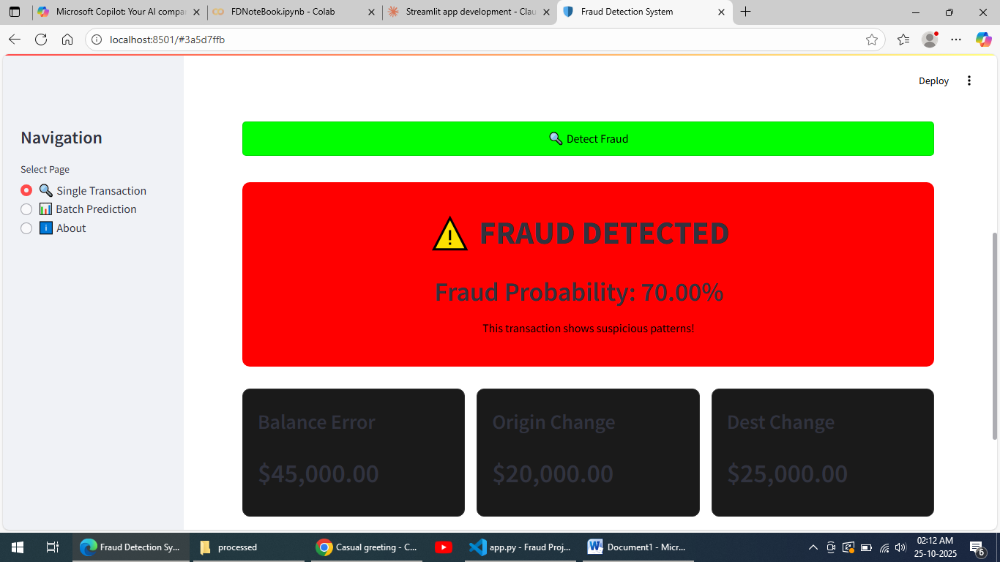 Microsoft Copilot: Your AI compa
FDNoteBook.ipynb - Colab
Streamlit app development - Clau
Fraud Detection System
localhost:8501/#3a5d7ffb
Deploy
Navigation
Select Page
Single Transaction
Batch Prediction
About
Detect Fraud
FRAUD DETECTED
Fraud Probability: 70.00%
This transaction shows suspicious patterns!
Balance Error
$45,000.00
Origin Change
$20,000.00
Dest Change
$25,000.00
Fraud Detection Sy...
processed
Casual greeting - C...
app.py - Fraud Proj...
Document1 - Micr...
02:12 AM
25-10-2025
6